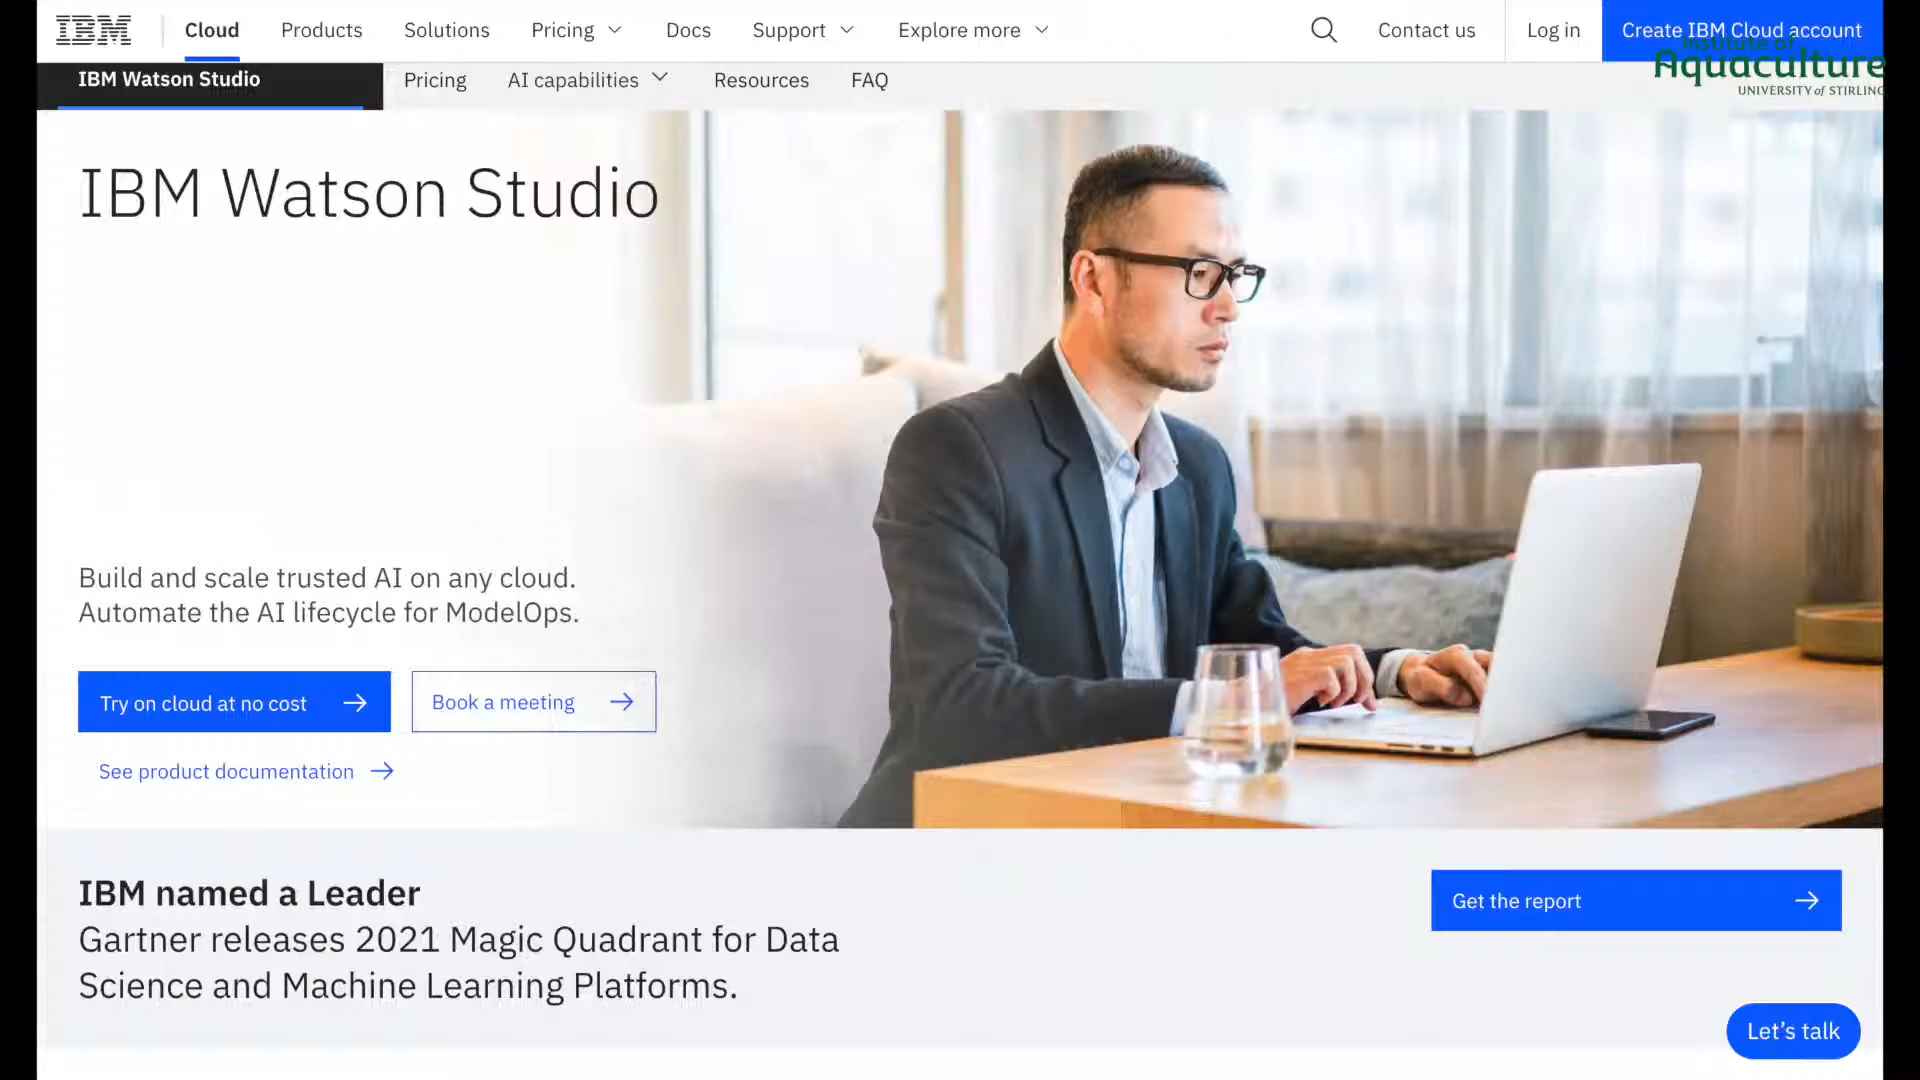 IBM
Cloud
Products
Solutions
Pricing
Docs
Support
Explore more
Contact us
Log in
Create IBM Cloud account
Institute of
Aquaculture
UNIVERSITY of STIRLING
IBM Watson Studio
Pricing
AI capabilities
Resources
FAQ
IBM Watson Studio
Build and scale trusted AI on any cloud.
Automate the AI lifecycle for ModelOps.
Try on cloud at no cost
Book a meeting
See product documentation
IBM named a Leader
Gartner releases 2021 Magic Quadrant for Data
Science and Machine Learning Platforms.
Get the report
Let's talk